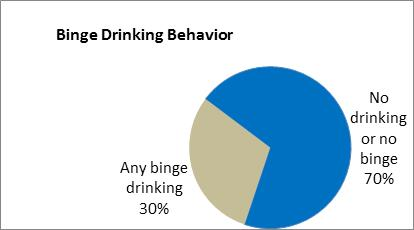 Binge Drinking Behavior
No
drinking
or no
binge
70%
Any binge
drinking
30%